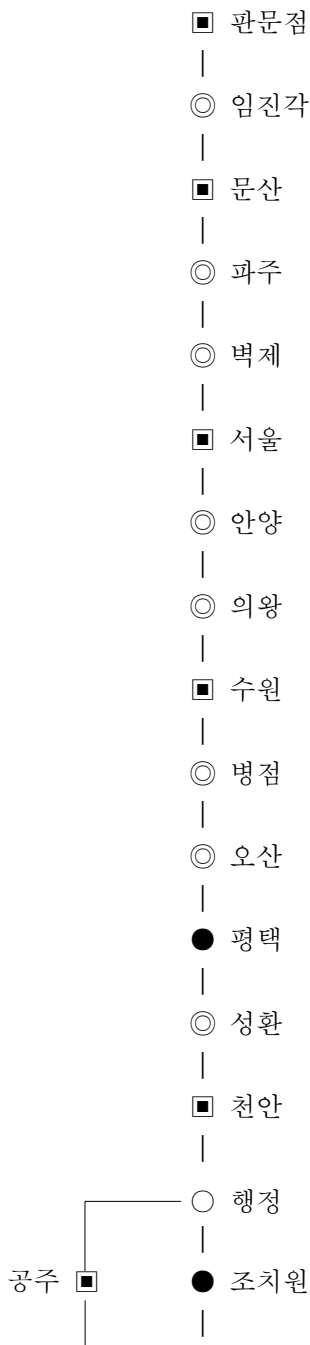 ▣ 판문점
◎ 임진각
▣ 문산
◎ 파주
◎ 벽제
▣ 서울
◎ 안양
◎ 의왕
▣ 수원
◎ 병점
◎ 오산
● 평택
◎ 성환
▣ 천안
○ 행정
공주 ▣ ● 조치원